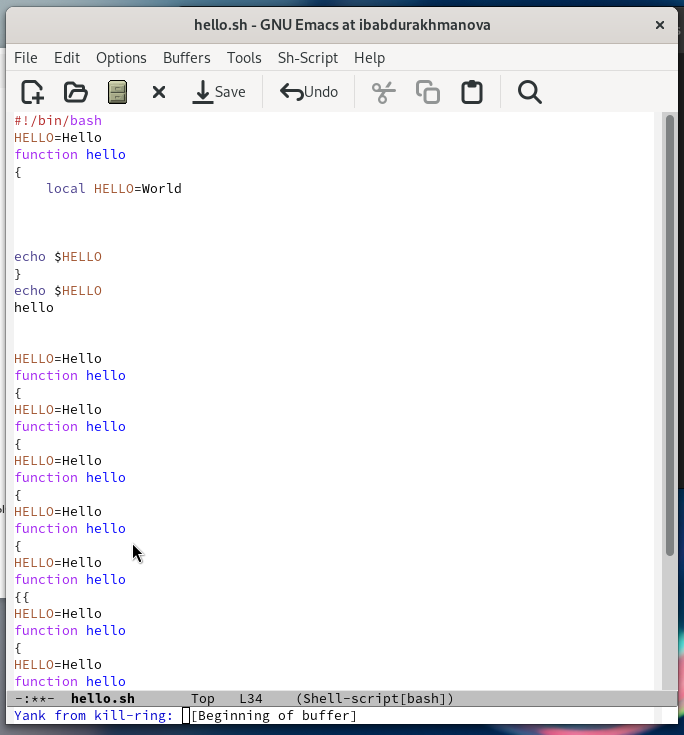 hello.sh - GNU Emacs at ibabdurakhmanova
File Edit Options Buffers Tools Sh-Script Help
Save Undo
#!/bin/bash
HELLO=Hello
function hello
{
    local HELLO=World
echo $HELLO
}
echo $HELLO
hello
HELLO=Hello
function hello
{
HELLO=Hello
function hello
{
HELLO=Hello
function hello
{
HELLO=Hello
function hello
{
HELLO=Hello
function hello
{{
HELLO=Hello
function hello
{
HELLO=Hello
function hello
-:**-  hello.sh       Top   L34    (Shell-script[bash])
Yank from kill-ring: [Beginning of buffer]